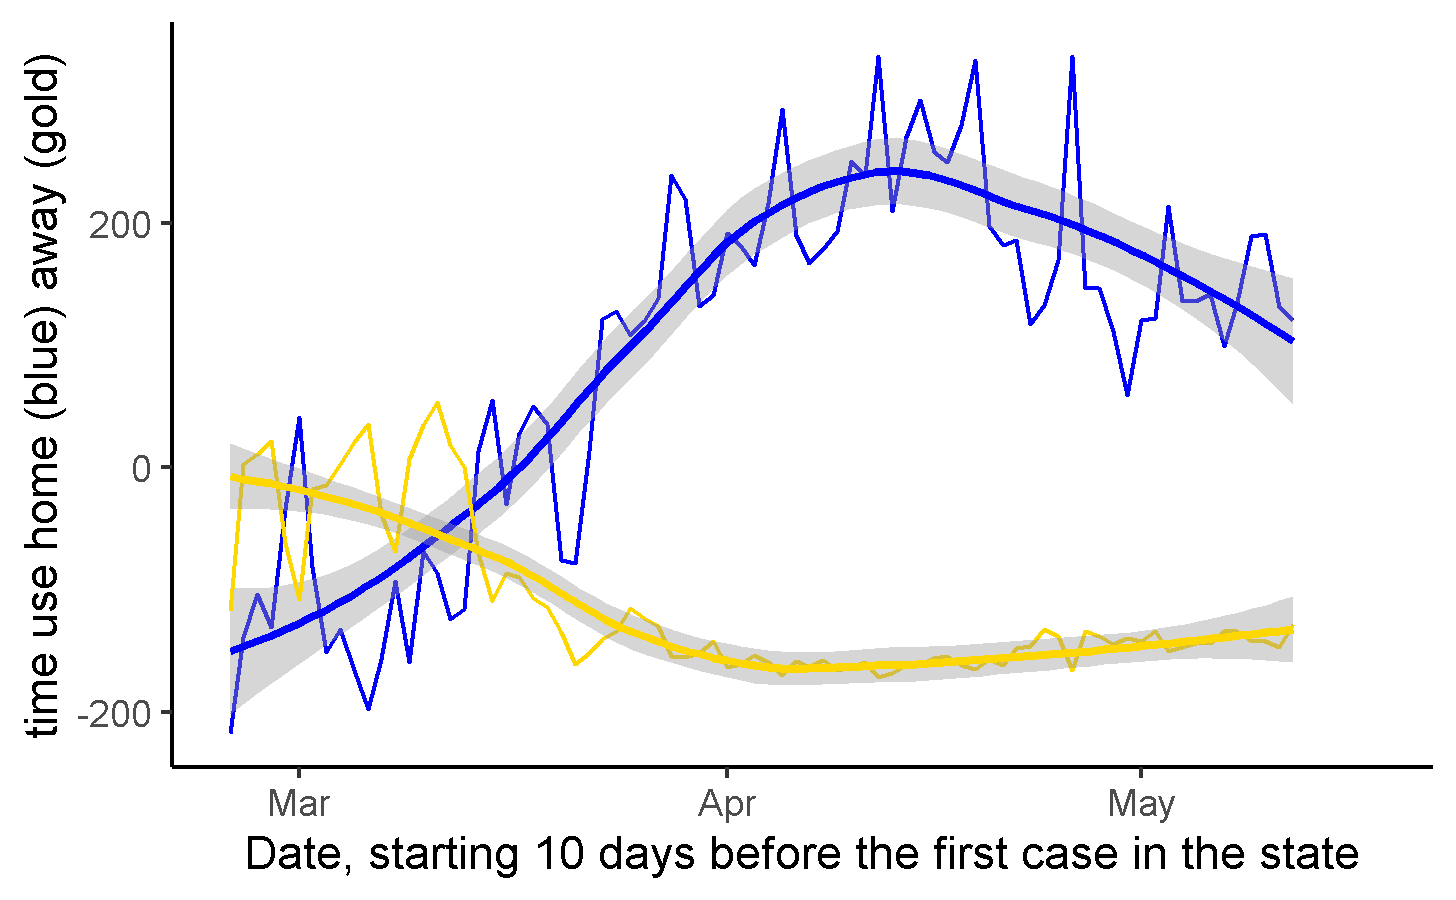 time use home (blue) away (gold)
200
0
-200
Mar
Apr
May
Date, starting 10 days before the first case in the state